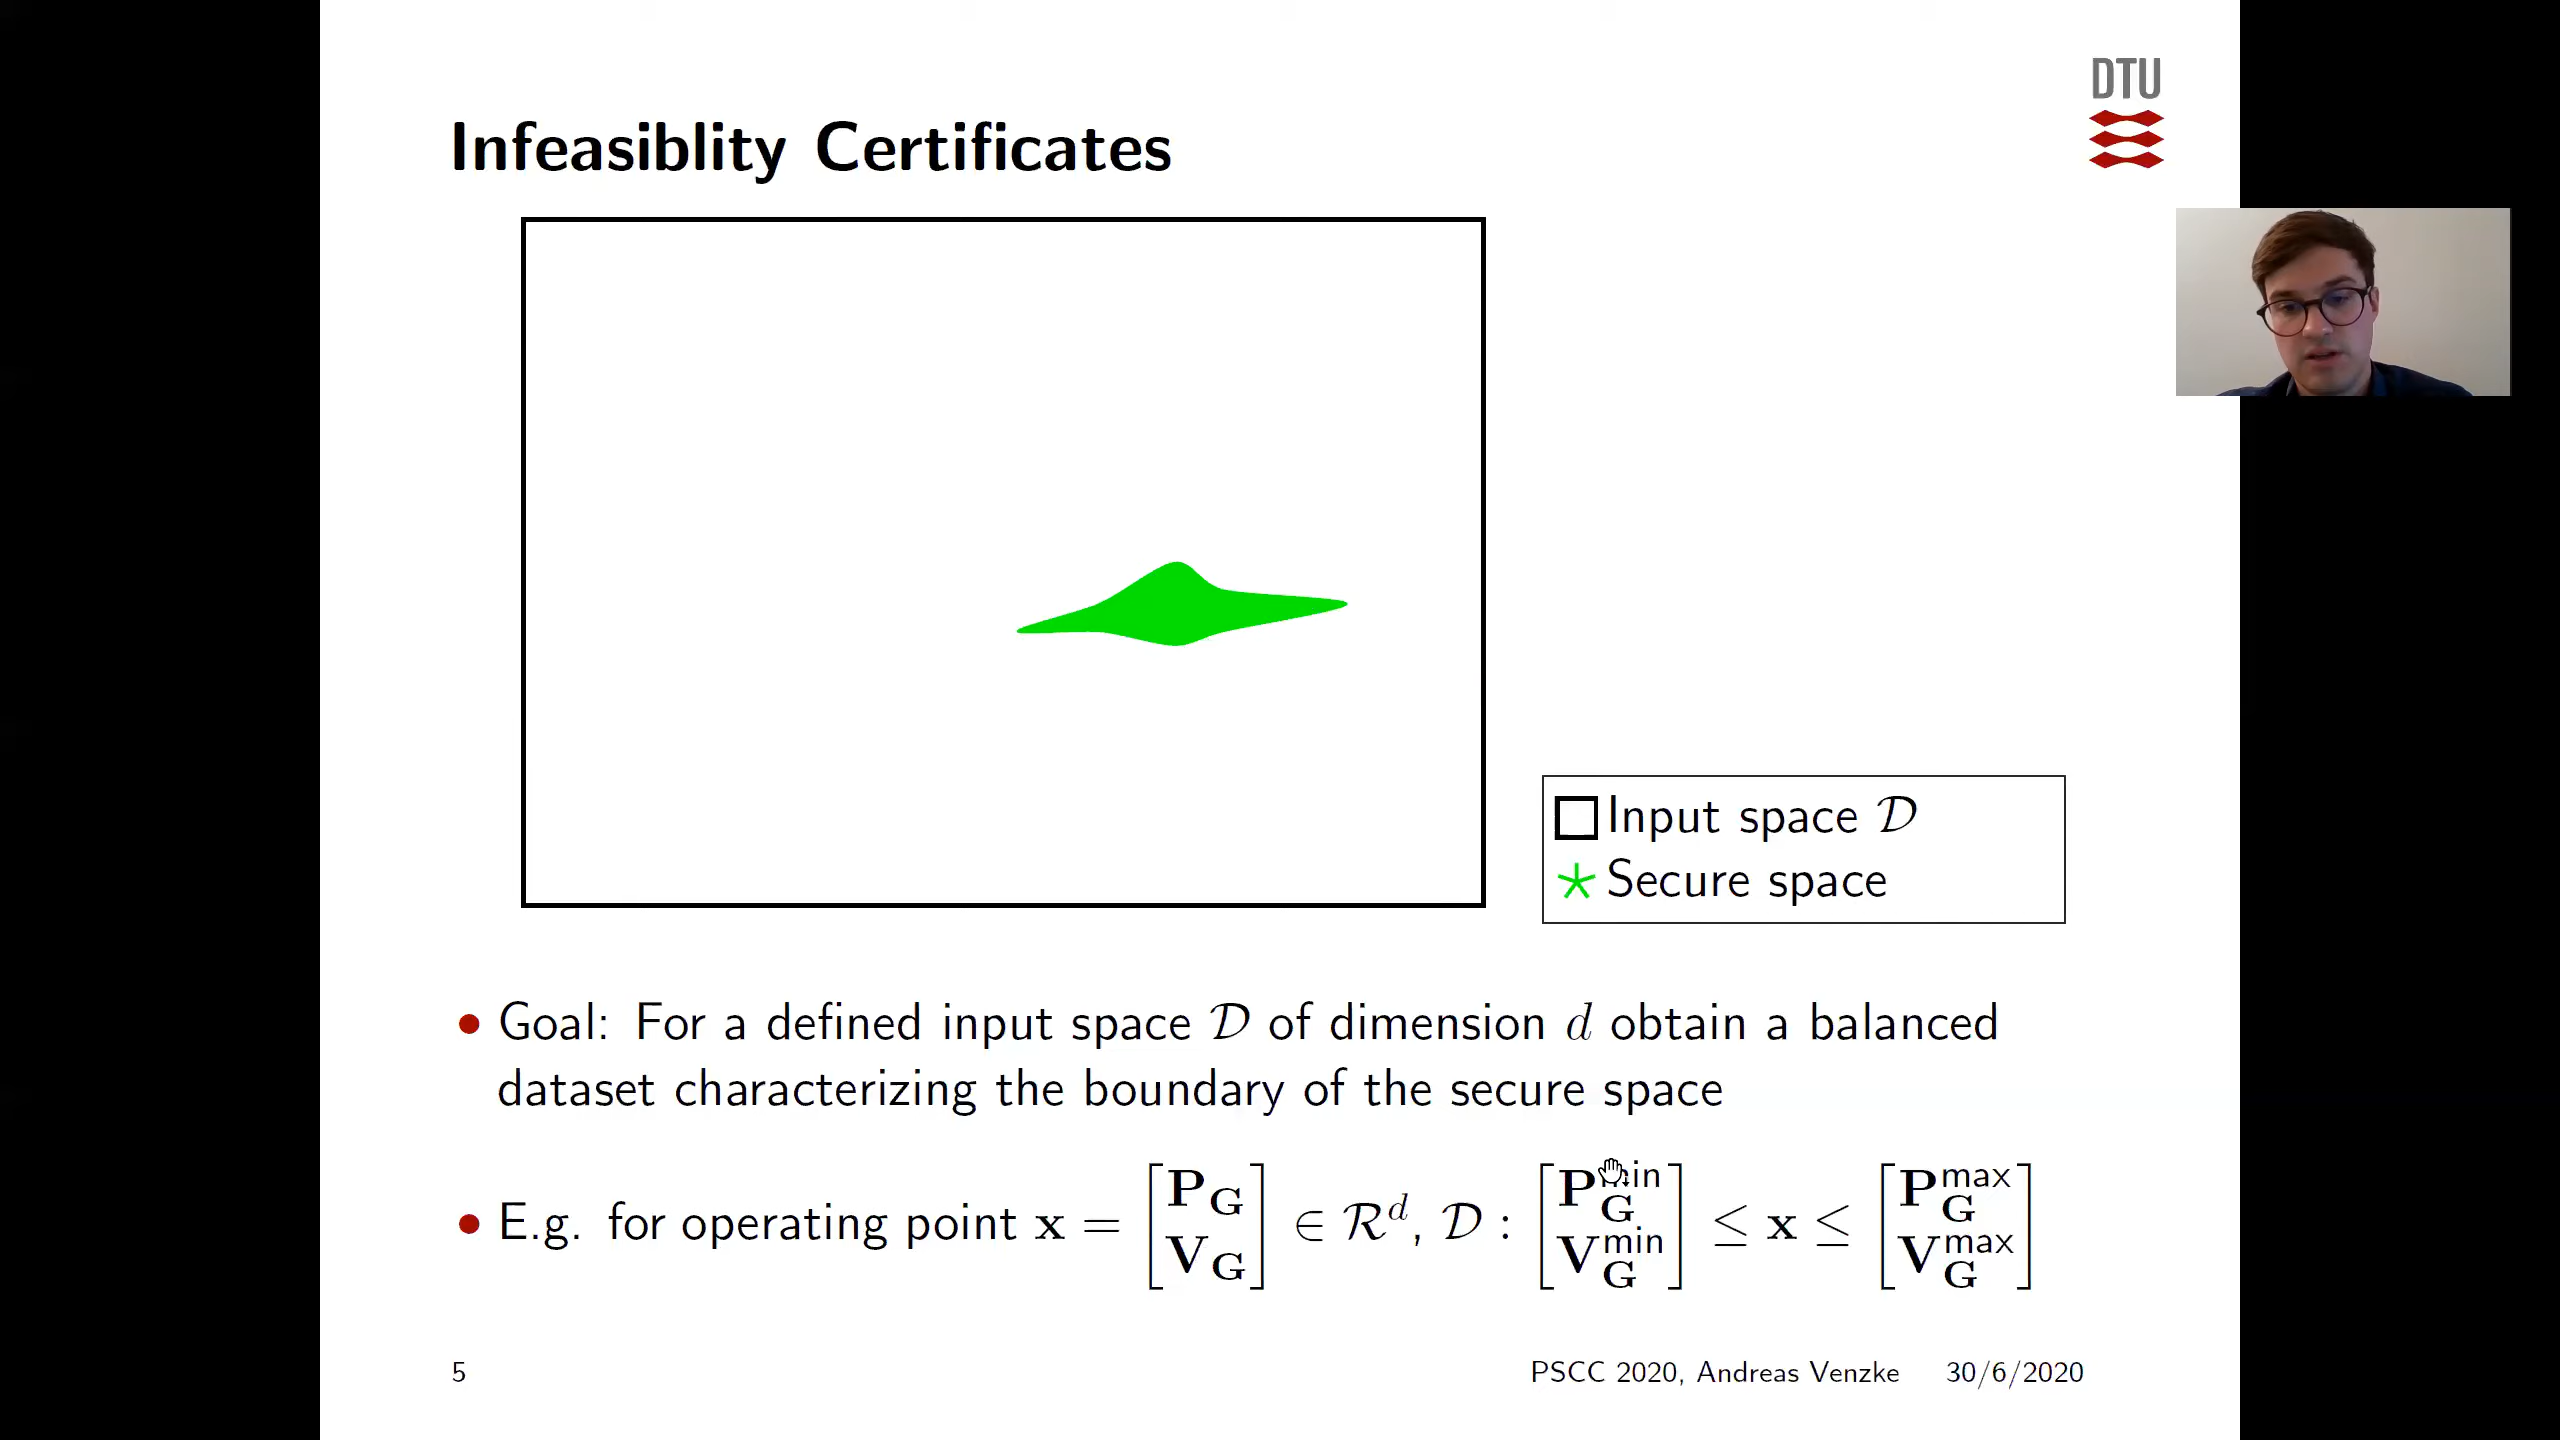 DTU
Infeasiblity Certificates
Input space 𝒟
Secure space
• Goal: For a defined input space 𝒟 of dimension d obtain a balanced
dataset characterizing the boundary of the secure space
• E.g. for operating point x = [P_G; V_G] ∈ ℛ^d, 𝒟 : [P_G^min; V_G^min] ≤ x ≤ [P_G^max; V_G^max]
5 PSCC 2020, Andreas Venzke 30/6/2020